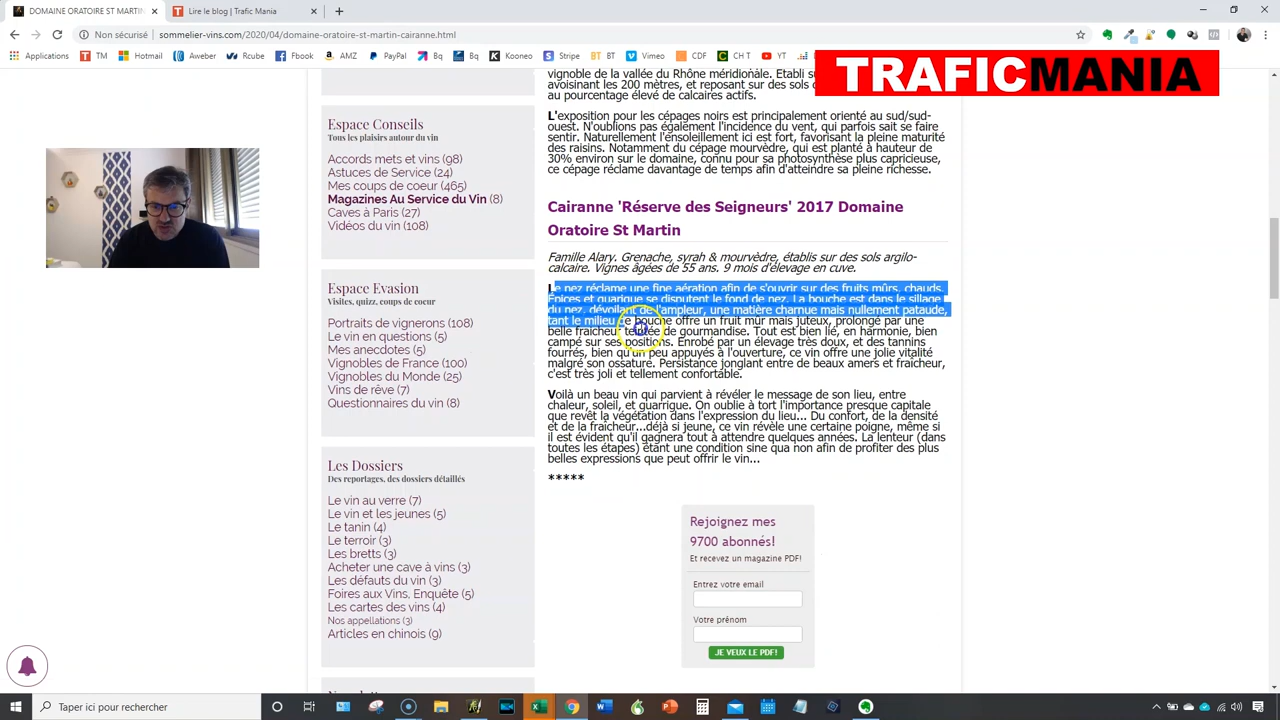 DOMAINE ORATOIRE ST MARTIN
Lire le blog | Trafic Mania
Non sécurisé
sommelier-vins.com/2020/04/domaine-oratoire-st-martin-cairanne.html
Applications
TM
Hotmail
Aweber
Rcube
Ebook
AMZ
PayPal
Bq
Bq
Kooneo
Stripe
BT
Vimeo
CDF
CH T
YT
TRAFICMANIA
Espace Conseils
Tous les plaisirs autour du vin
Accords mets et vins (98)
Astuces de Service (24)
Mes coups de coeur (465)
Magazines Au Service du Vin (8)
Caves à Paris (27)
Vidéos du vin (108)
Espace Evasion
Visites, quizz, coups de coeur
Portraits de vignerons (108)
Le vin en questions (5)
Mes anecdotes (5)
Vignobles de France (100)
Vignobles du Monde (25)
Vins de rêve (7)
Questionnaires du vin (8)
Les Dossiers
Des reportages, des dossiers détaillés
Le vin au verre (7)
Le vin et les jeunes (5)
Le tanin (4)
Le terroir (3)
Les bretts (3)
Acheter une cave à vins (3)
Les défauts du vin (3)
Foires aux Vins, Enquête (5)
Les cartes des vins (4)
Nos appellations (3)
Articles en chinois (9)
vignoble de la vallée du Rhône méridionale. Etabli
avoisinant les 200 mètres, et reposant sur des sols
au pourcentage élevé de calcaires actifs.
L'exposition pour les cépages noirs est principalement orienté au sud/sud-
ouest. N'oublions pas également l'incidence du vent, qui parfois sait se faire
sentir. Naturellement l'ensoleillement ici est fort, favorisant la pleine maturité
des raisins. Notamment du cépage mourvèdre, qui est planté à hauteur de
30% environ sur le domaine, connu pour sa photosynthèse plus capricieuse,
ce cépage réclame davantage de temps afin d'atteindre sa pleine richesse.
Cairanne 'Réserve des Seigneurs' 2017 Domaine
Oratoire St Martin
Famille Alary. Grenache, syrah & mourvèdre, établis sur des sols argilo-
calcaire. Vignes âgées de 55 ans. 9 mois d'élevage en cuve.
Le nez réclame une fine aération afin de s'ouvrir sur des fruits mûrs, chauds.
Épices et guarigue se disputent le fond de nez. La bouche est dans le sillage
du nez, dévoilant de l'ampleur, une matière charnue mais nullement pataude,
tant le milieu de bouche offre un fruit mûr mais juteux, prolongé par une
belle fraicheur de gourmandise. Tout est bien lié, en harmonie, bien
campé sur ses positions. Enrobé par un élevage très doux, et des tannins
fourrés, bien qu'un peu appuyés à l'ouverture, ce vin offre une jolie vitalité
malgré son ossature. Persistance jonglant entre de beaux amers et fraîcheur,
c'est très joli et tellement confortable.
Voilà un beau vin qui parvient à révéler le message de son lieu, entre
chaleur, soleil, et guarrigue. On oublie à tort l'importance presque capitale
que revêt la végétation dans l'expression du lieu... Du confort, de la densité
et de la fraicheur...déjà si jeune, ce vin révèle une certaine poigne, même si
il est évident qu'il gagnera tout à attendre quelques années. La lenteur (dans
toutes les étapes) étant une condition sine qua non afin de profiter des plus
belles expressions que peut offrir le vin...
*****
Rejoignez mes
9700 abonnés!
Et recevez un magazine PDF!
Entrez votre email
Votre prénom
JE VEUX LE PDF!
Taper ici pour rechercher